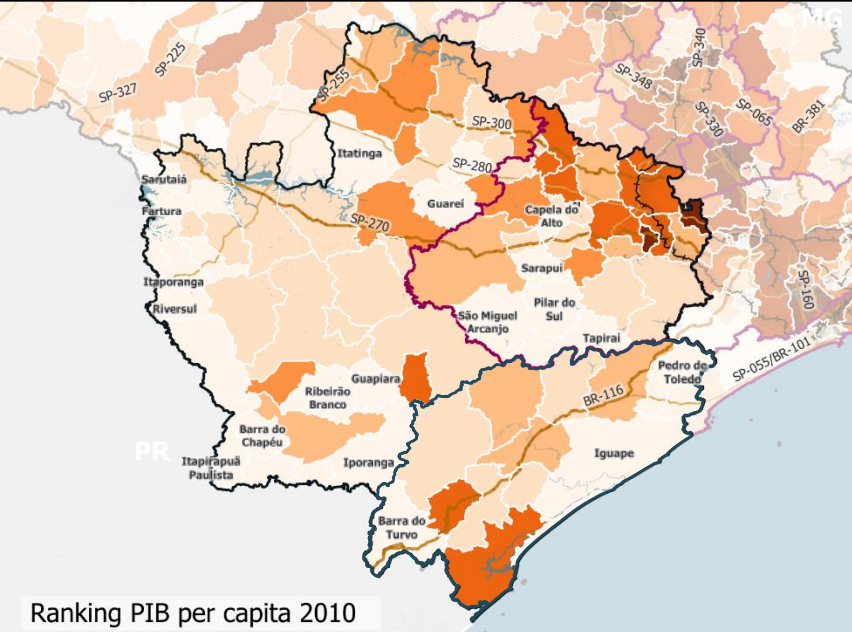 MG
SP-225
SP-340
SP-327
SP-255
SP-348
SP-065
BR-381
SP-330
SP-300
Itatinga
SP-280
Sarutaiá
Guareí
Fartura
Capela do
Alto
SP-270
Sarapuí
Itaporanga
SP-160
Riversul
São Miguel
Arcanjo
Pilar do
Sul
Tapiraí
SP-055/BR-101
Pedro de
Toledo
Guapiara
Ribeirão
Branco
BR-116
Barra do
Chapéu
PR
Iguape
Itapirapuã
Paulista
Iporanga
Barra do
Turvo
Ranking PIB per capita 2010